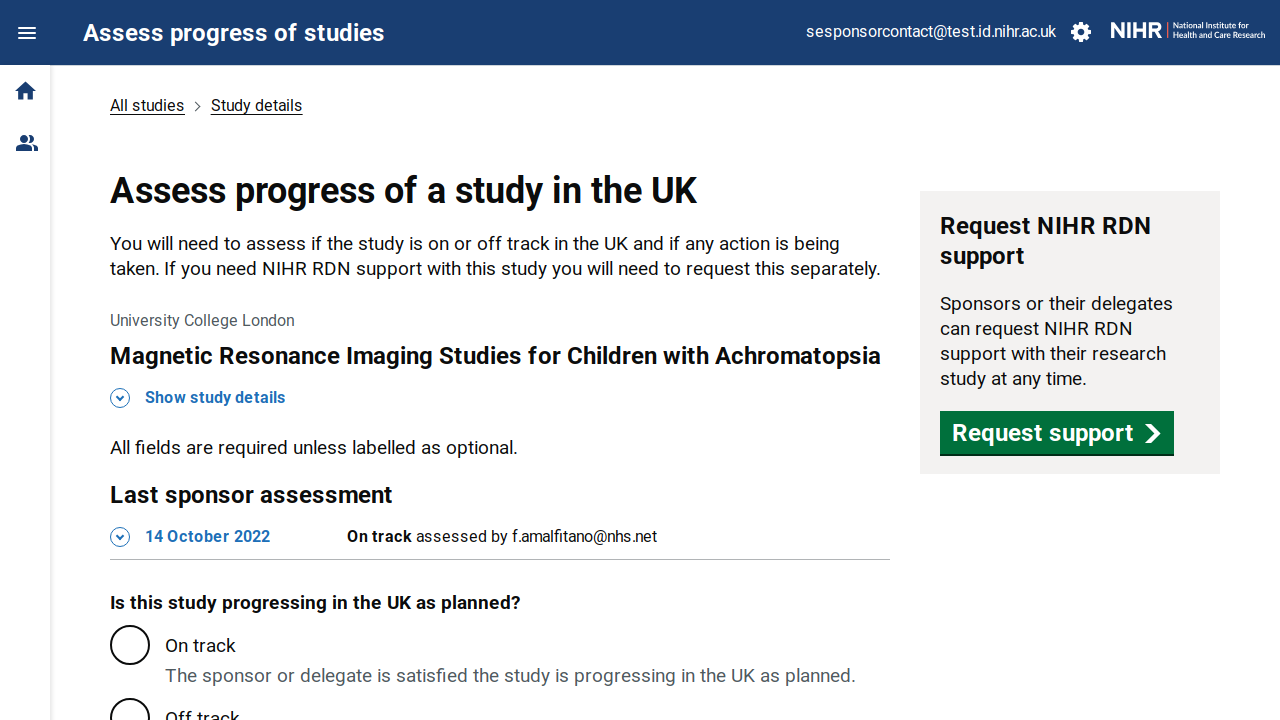 Assess progress of studies
sesponsorcontact@test.id.nihr.ac.uk
NIHR | National Institute for
Health and Care Research
All studies > Study details
Assess progress of a study in the UK
You will need to assess if the study is on or off track in the UK and if any action is being
taken. If you need NIHR RDN support with this study you will need to request this separately.
University College London
Magnetic Resonance Imaging Studies for Children with Achromatopsia
Show study details
All fields are required unless labelled as optional.
Last sponsor assessment
14 October 2022 On track assessed by f.amalfitano@nhs.net
Is this study progressing in the UK as planned?
On track
The sponsor or delegate is satisfied the study is progressing in the UK as planned.
Off track
Request NIHR RDN
support
Sponsors or their delegates
can request NIHR RDN
support with their research
study at any time.
Request support